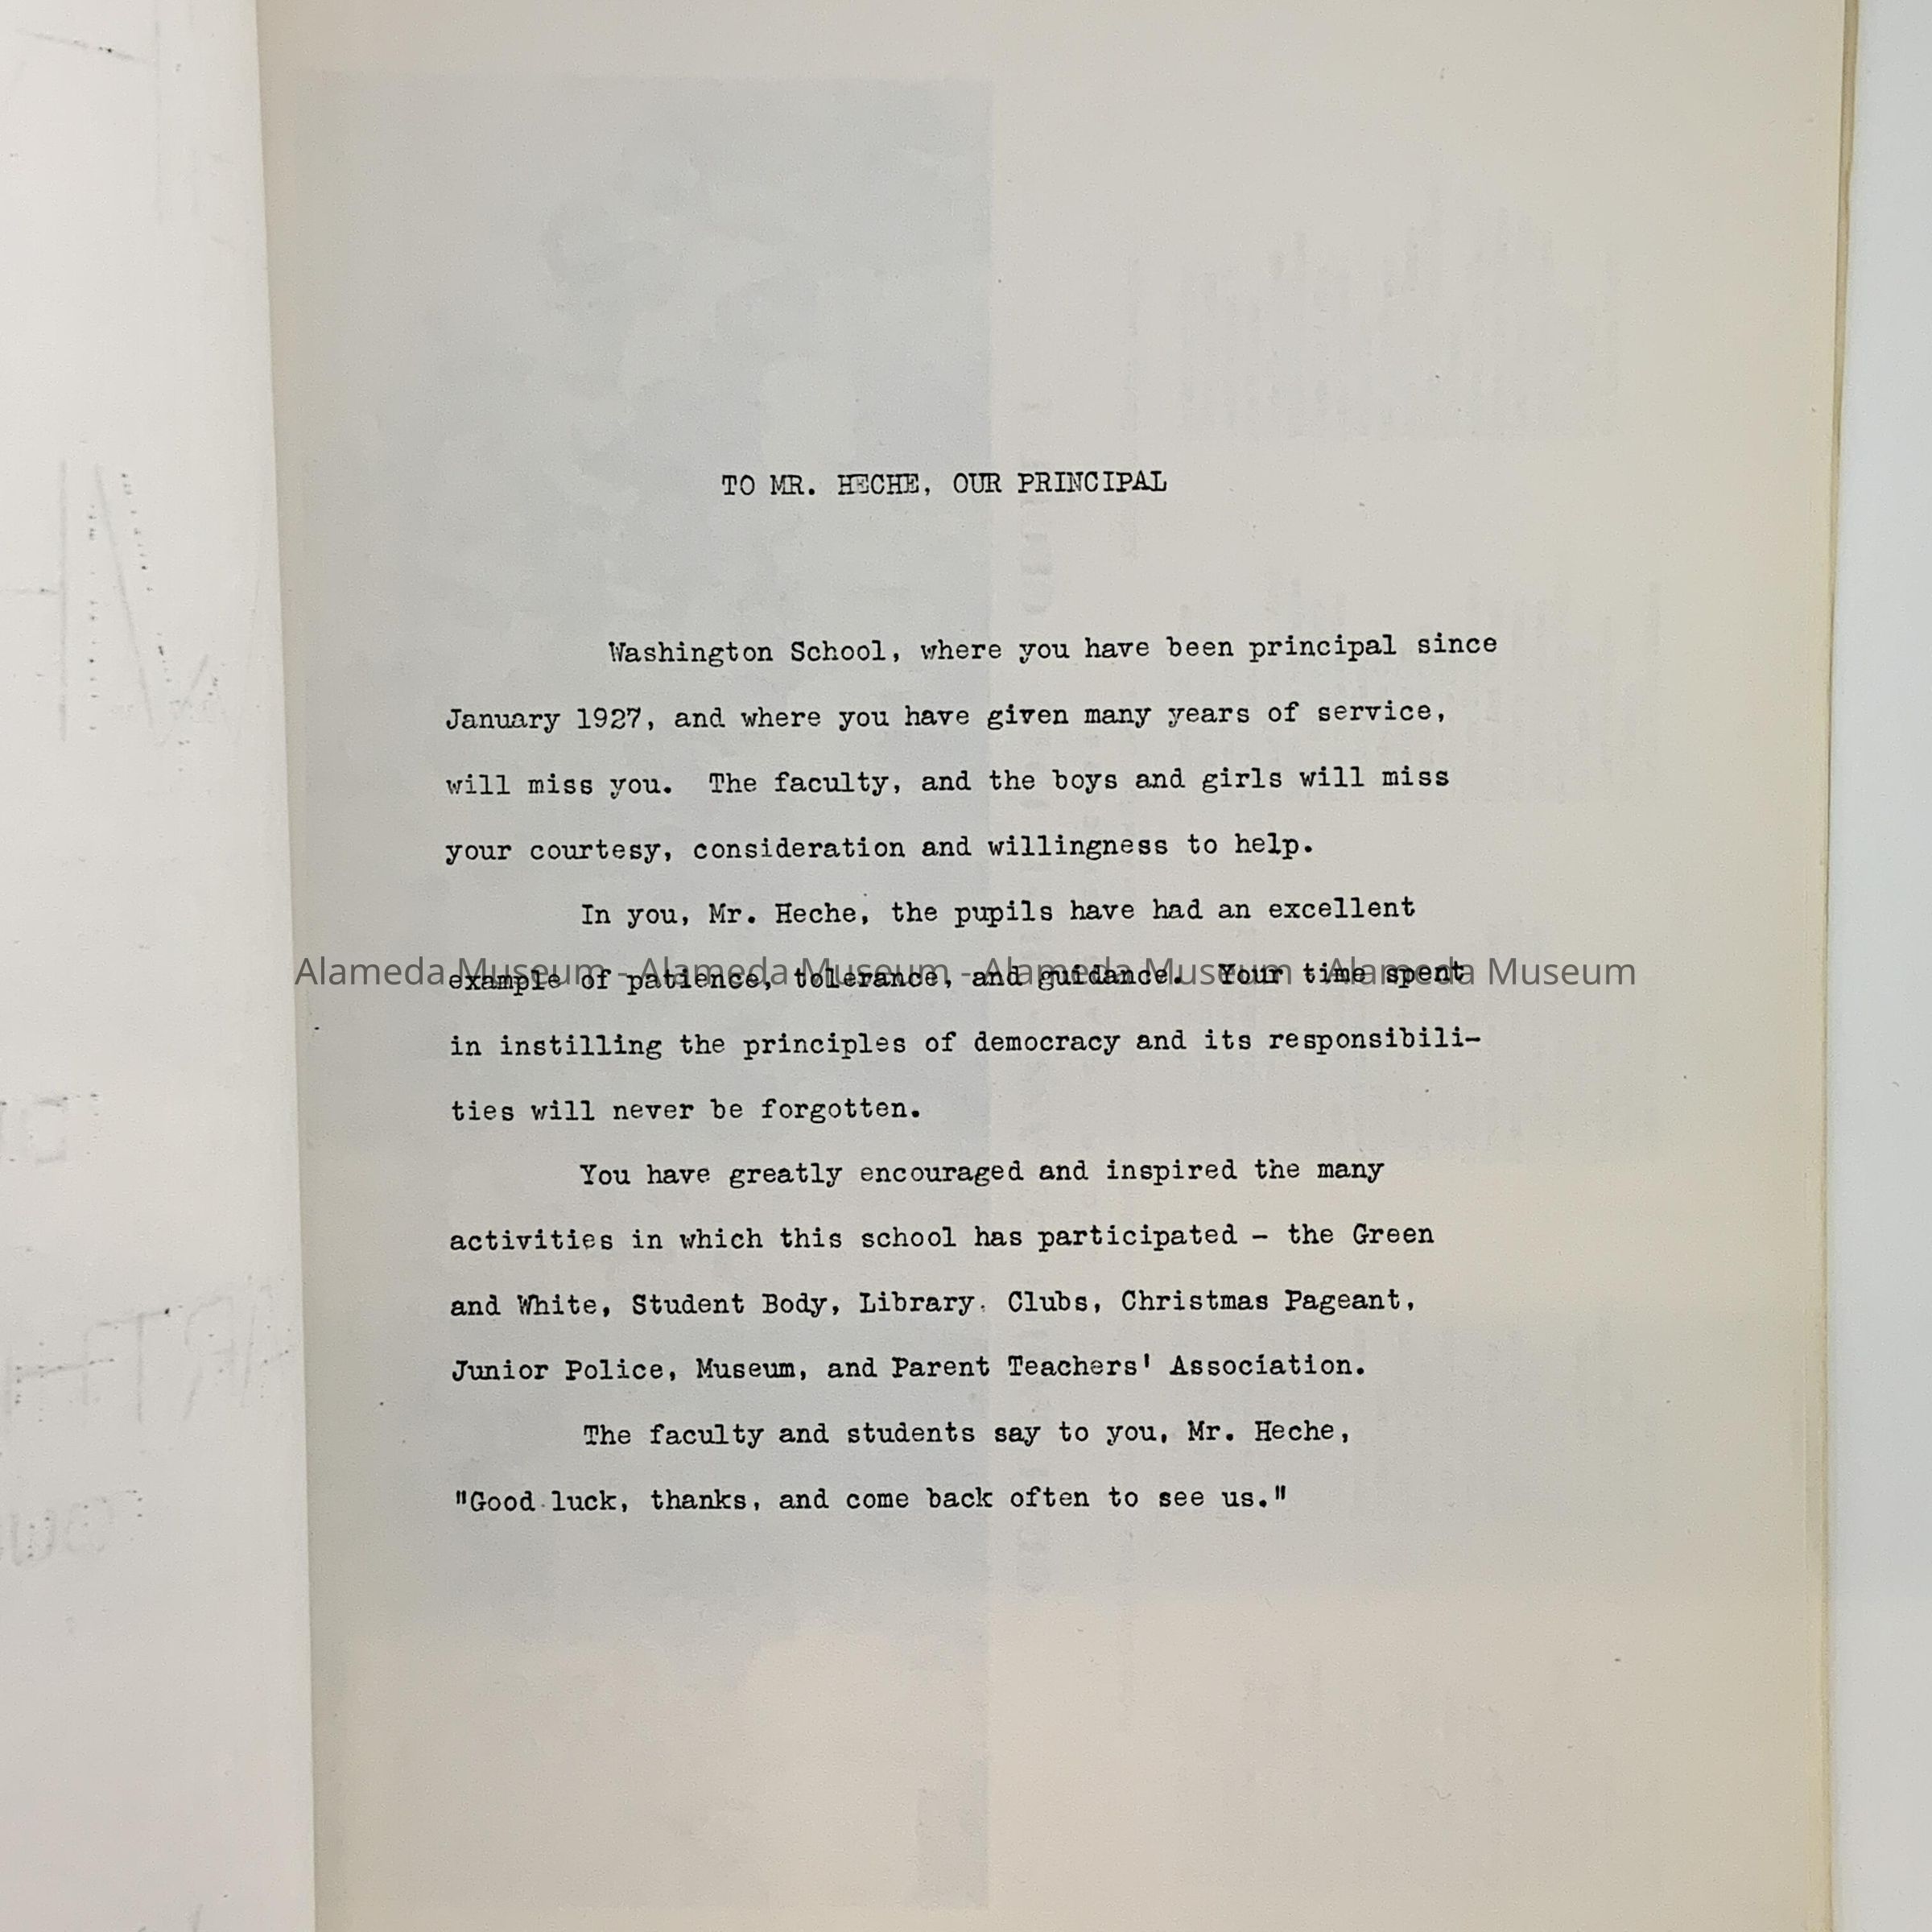 TO MR. HECHE, OUR PRINCIPAL
Washington School, where you have been principal since
January 1927, and where you have given many years of service,
will miss you. The faculty, and the boys and girls will miss
your courtesy, consideration and willingness to help.
In you, Mr. Heche, the pupils have had an excellent
example of patience, tolerance, and guidance. Your time spent
Alameda Museum - Alameda Museum - Alameda Museum - Alameda Museum
in instilling the principles of democracy and its responsibili-
ties will never be forgotten.
You have greatly encouraged and inspired the many
activities in which this school has participated - the Green
and White, Student Body, Library, Clubs, Christmas Pageant,
Junior Police, Museum, and Parent Teachers' Association.
The faculty and students say to you, Mr. Heche,
"Good luck, thanks, and come back often to see us."